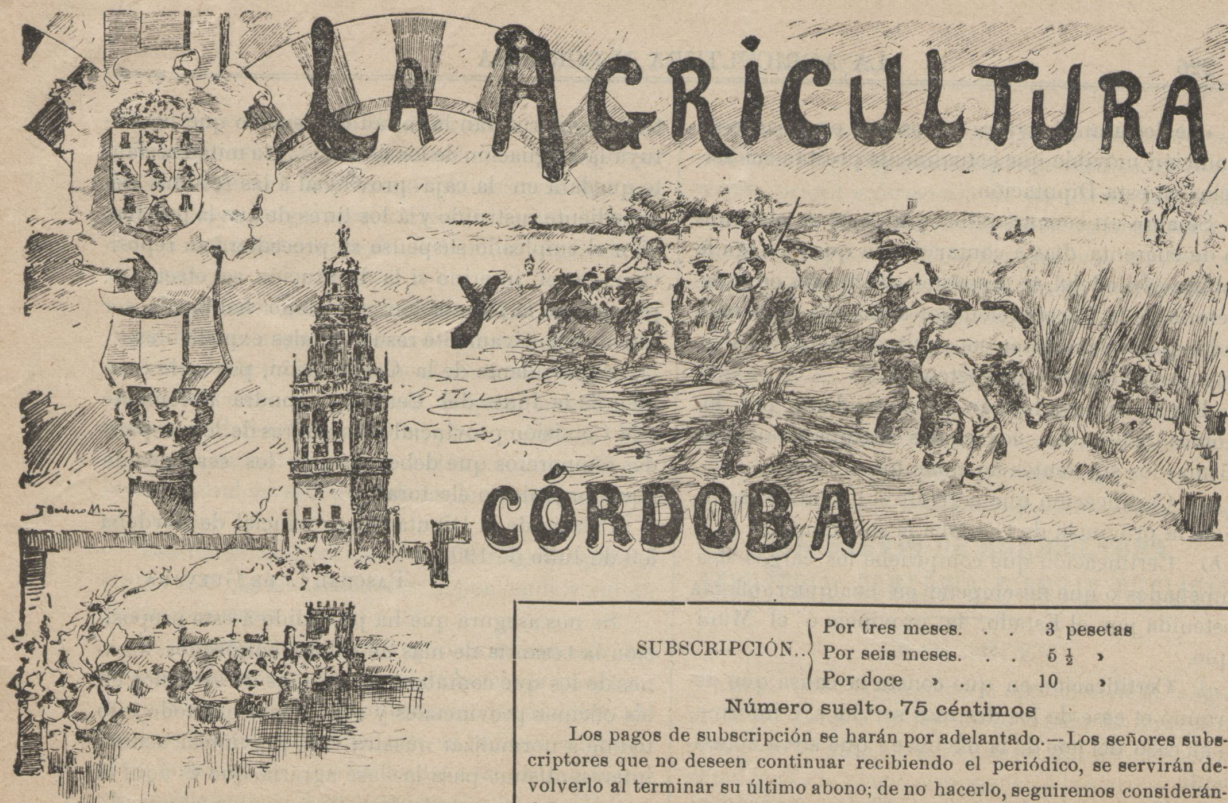 LA AGRICULTURA
Y
CÓRDOBA
SUBSCRIPCIÓN..
Por tres meses. . . 3 pesetas
Por seis meses. . 5 ½ »
Por doce » 10 »
Número suelto, 75 céntimos
Los pagos de subscripción se harán por adelantado.—Los señores subs-
criptores que no deseen continuar recibiendo el periódico, se servirán de-
volverlo al terminar su último abono; de no hacerlo, seguiremos considerán-